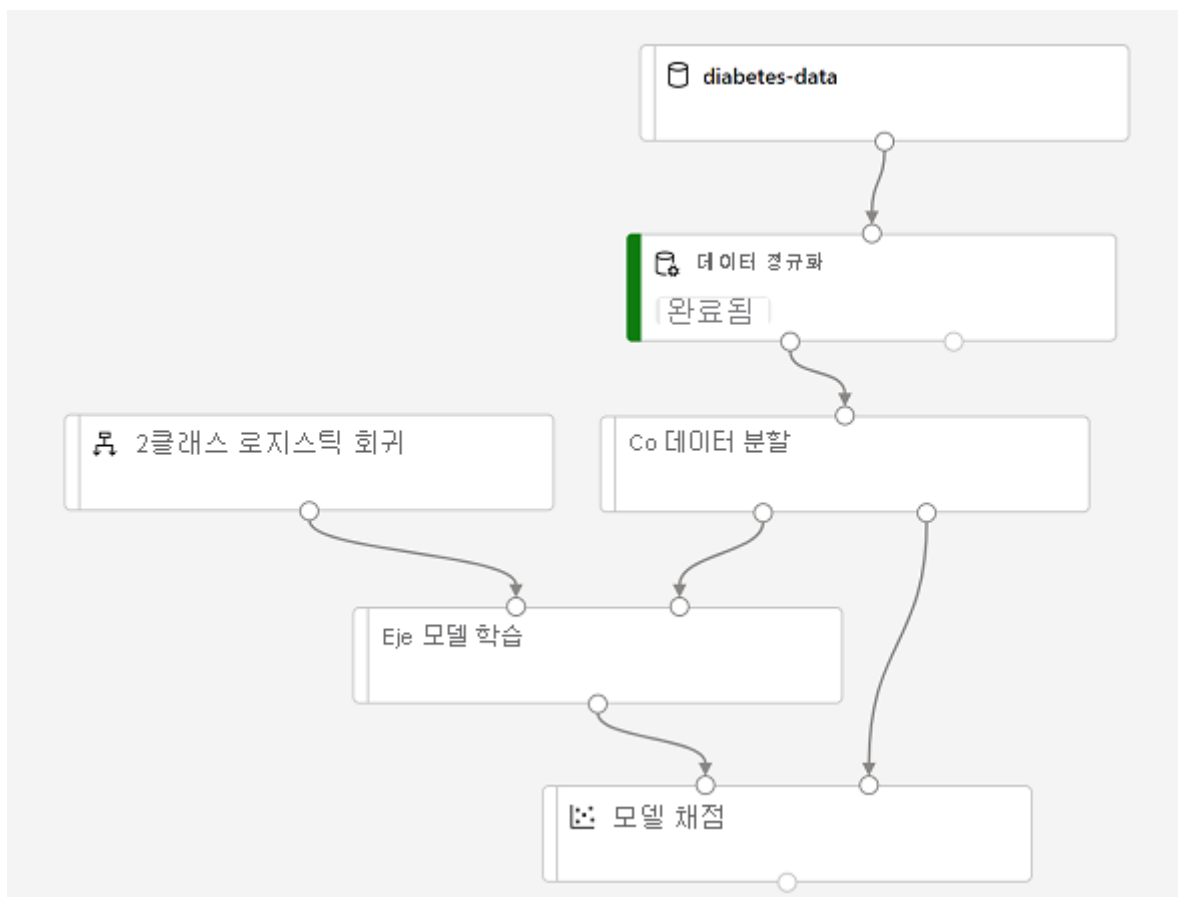 diabetes-data
데이터 정규화
완료됨
2클래스 로지스틱 회귀
Co 데이터 분할
Eje 모델 학습
모델 채점